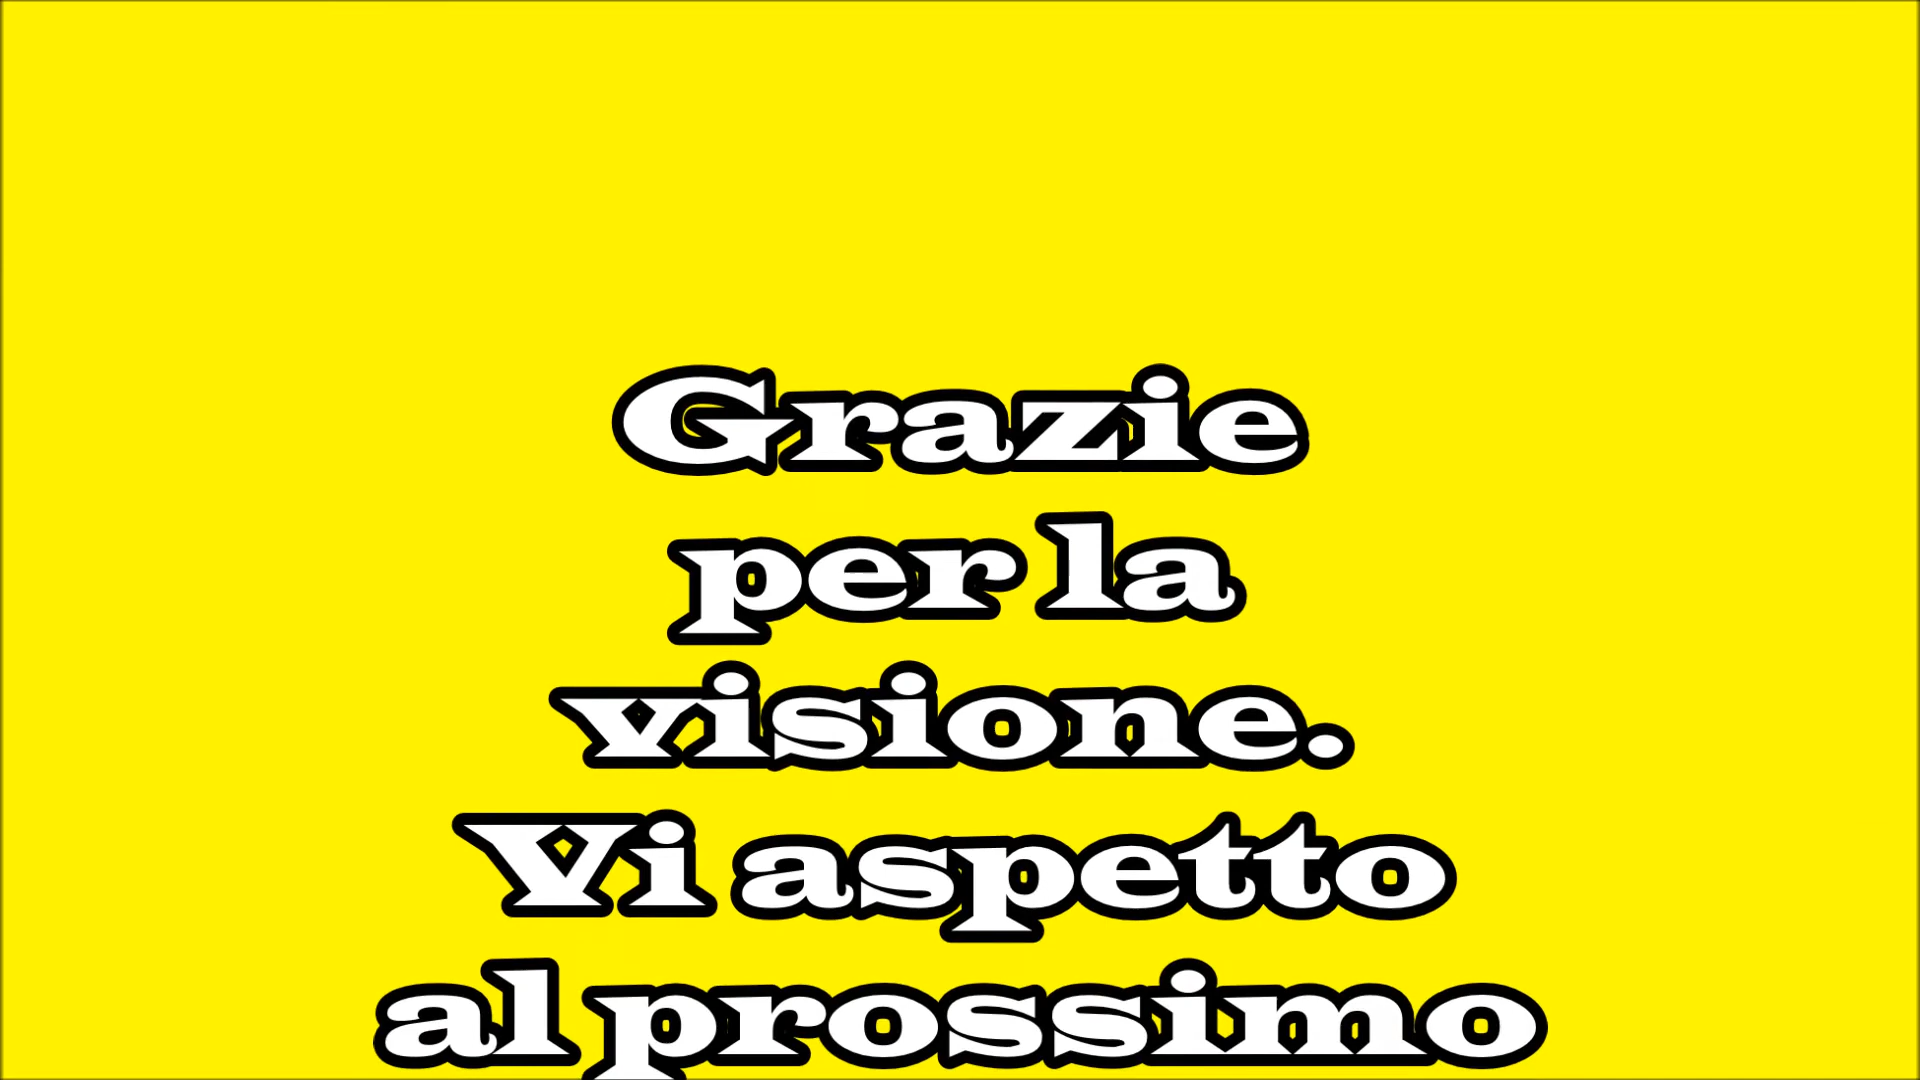 Grazie
per la
visione.
Vi aspetto
al prossimo